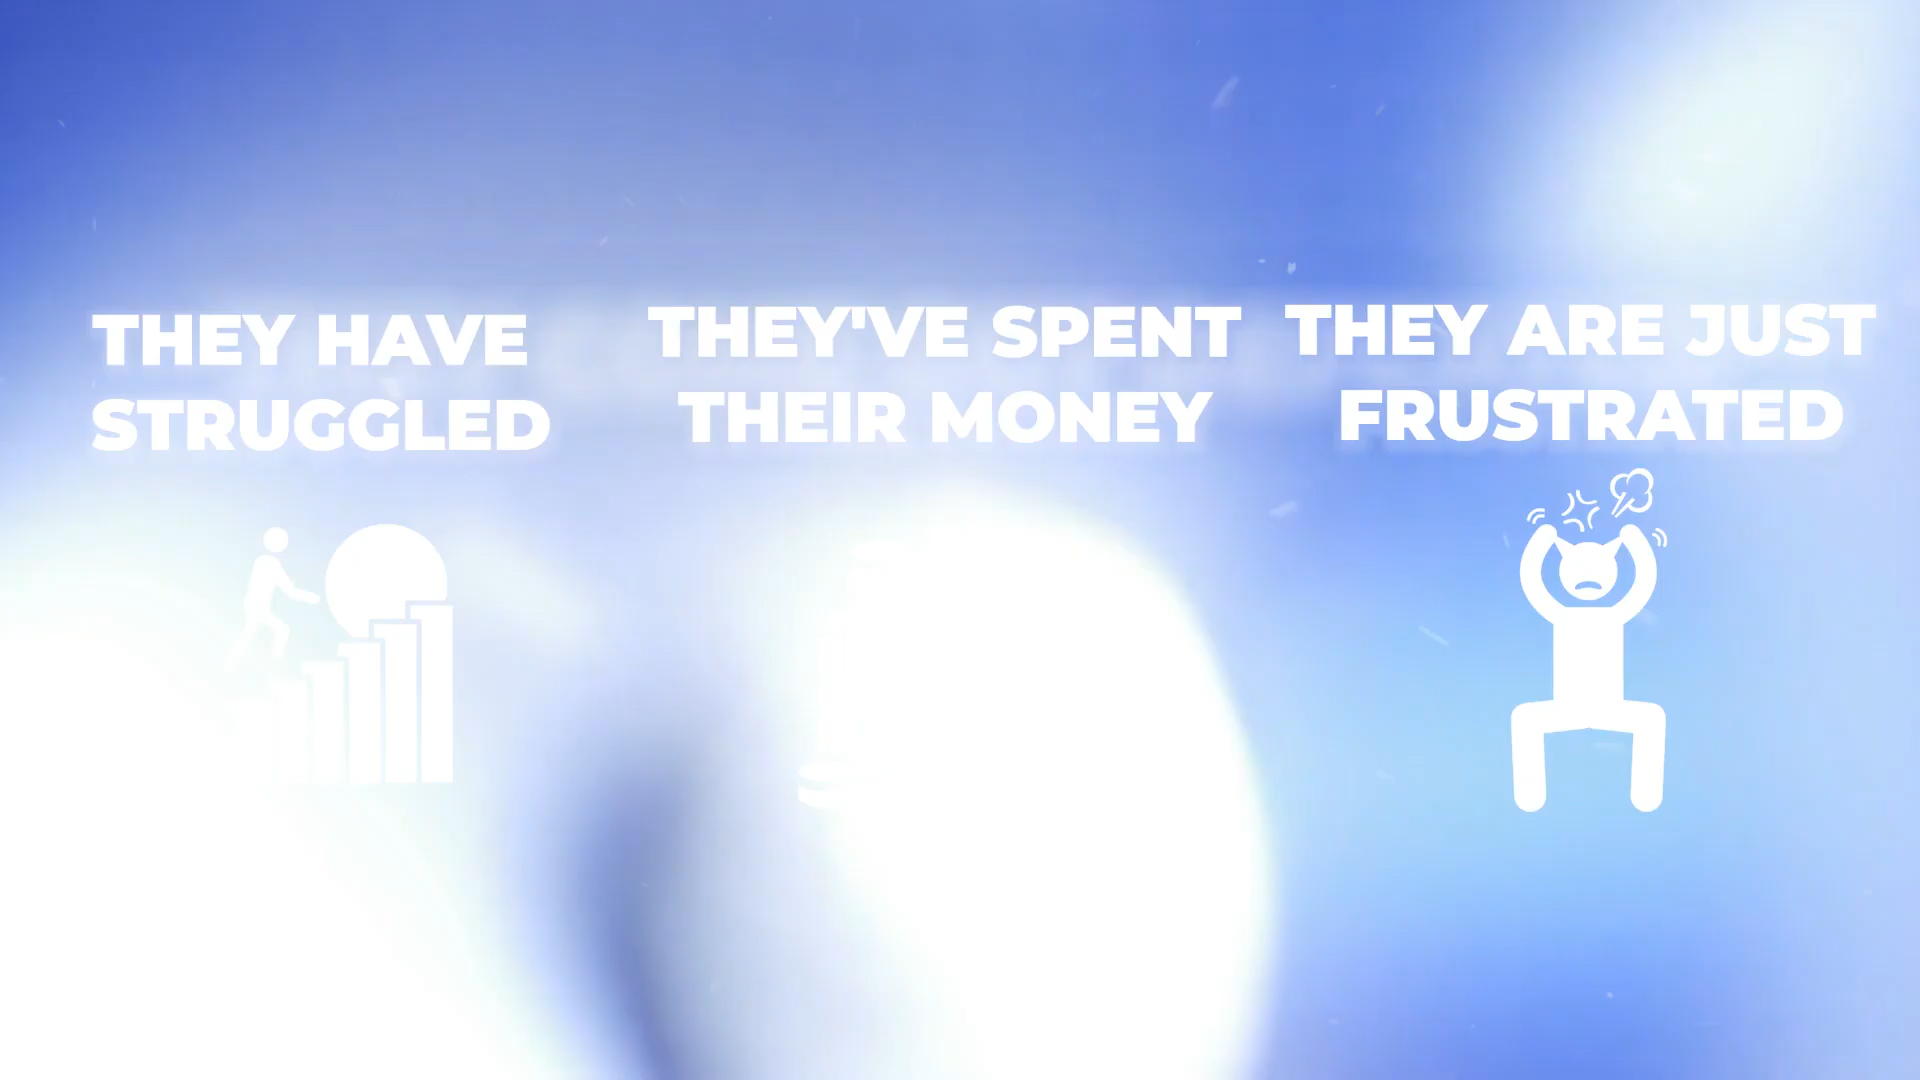 THEY HAVE
STRUGGLED
THEY'VE SPENT
THEIR MONEY
THEY ARE JUST
FRUSTRATED